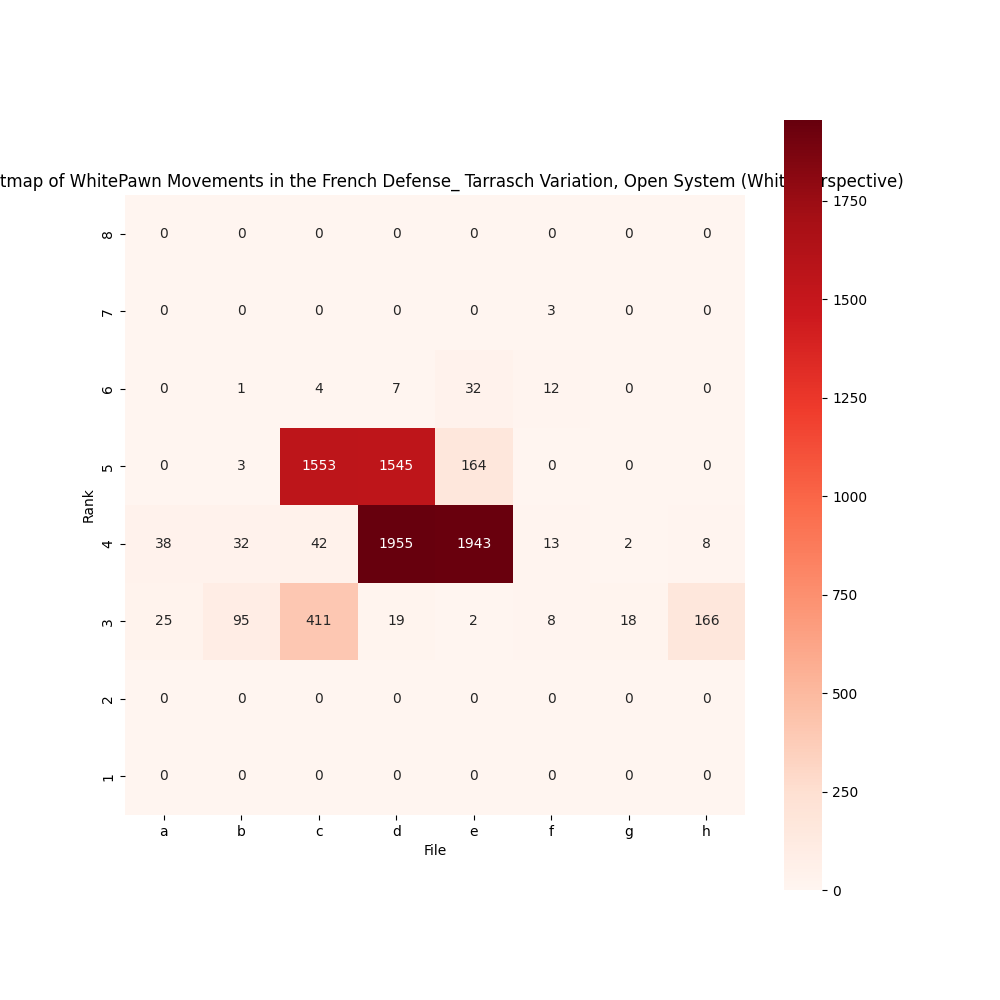 tmap of WhitePawn Movements in the French Defense_ Tarrasch Variation, Open System (Whit rspective)
8 0 0 0 0 0 0 0 0
7 0 0 0 0 0 3 0 0
6 0 1 4 7 32 12 0 0
5 0 3 1553 1545 164 0 0 0
4 38 32 42 1955 1943 13 2 8
3 25 95 411 19 2 8 18 166
2 0 0 0 0 0 0 0 0
1 0 0 0 0 0 0 0 0
a b c d e f g h
File
Rank
1750
1500
1250
1000
750
500
250
0